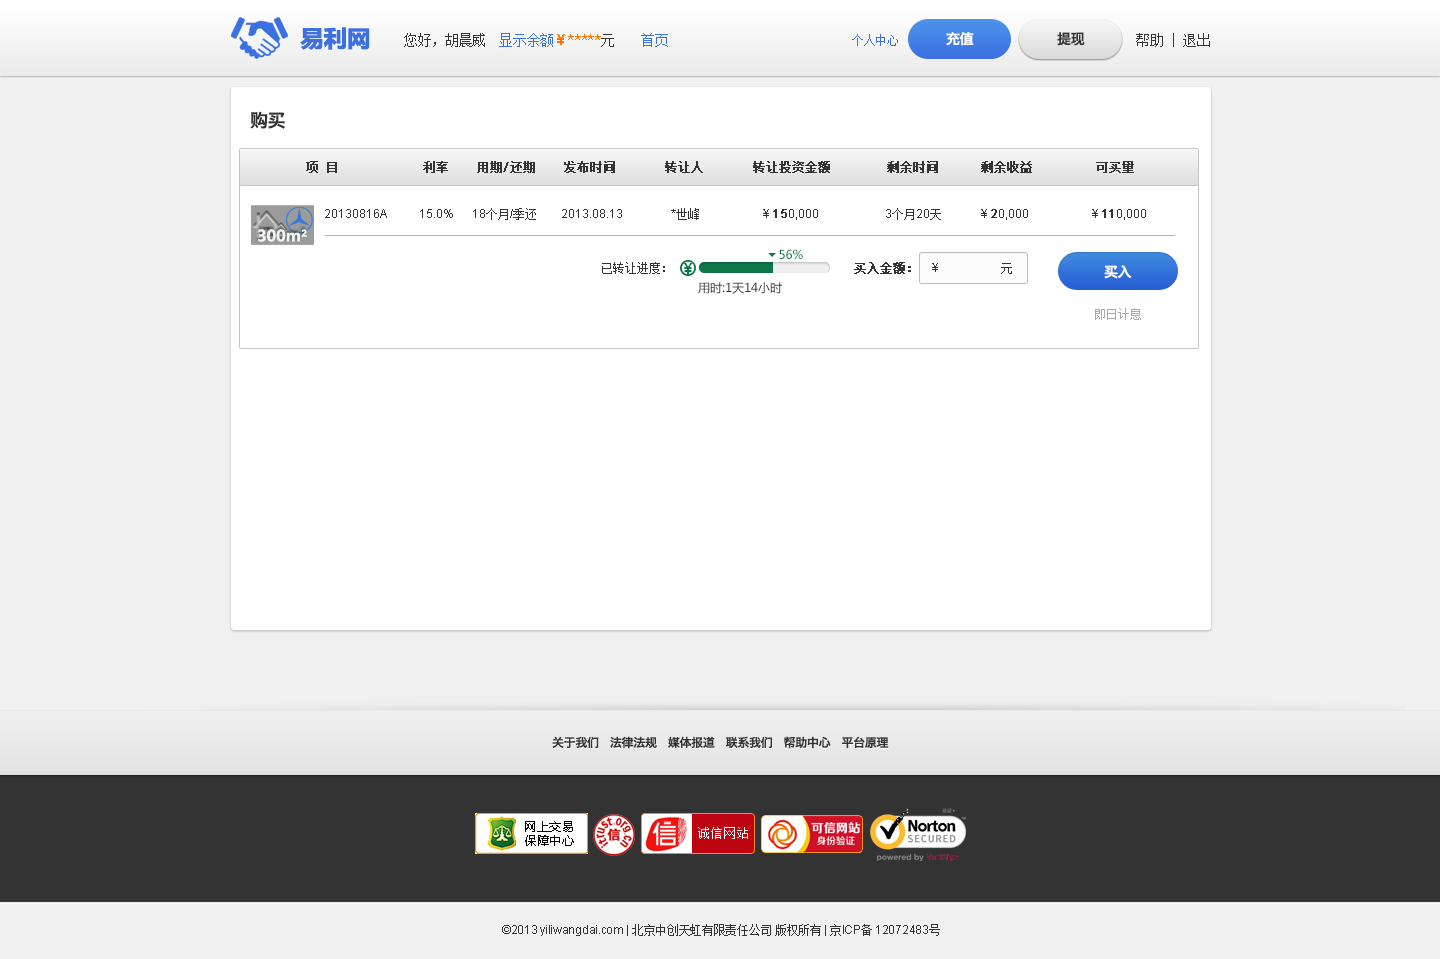 易利网 您好，胡晨威 显示余额¥*****元 首页 个人中心 充值 提现 帮助 | 退出
购买
项 目 利率 用期/还期 发布时间 转让人 转让投资金额 剩余时间 剩余收益 可买量
300m² 20130816A 15.0% 18个月/季还 2013.08.13 *世峰 ¥150,000 3个月20天 ¥20,000 ¥110,000
56%
已转让进度： ¥ 买入金额： ¥ 元 买入
用时:1天14小时
即日计息
关于我们 法律法规 媒体报道 联系我们 帮助中心 平台原理
网上交易
保障中心
itrust.org.cn
信
信
诚信网站
可信网站
身份验证
Norton
SECURED
powered by VeriSign
©2013 yiliwangdai.com | 北京中创天虹有限责任公司 版权所有 | 京ICP备 12072483号